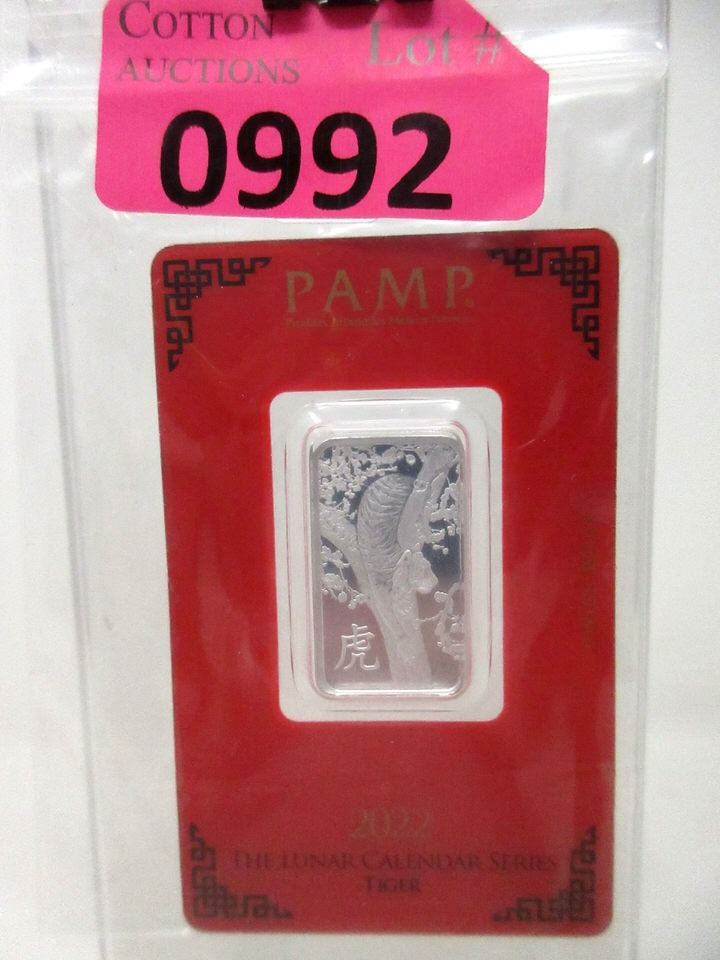 COTTON
AUCTIONS
Lot #
0992
PAMP.
虎
2022
THE LUNAR CALENDAR SERIES
TIGER